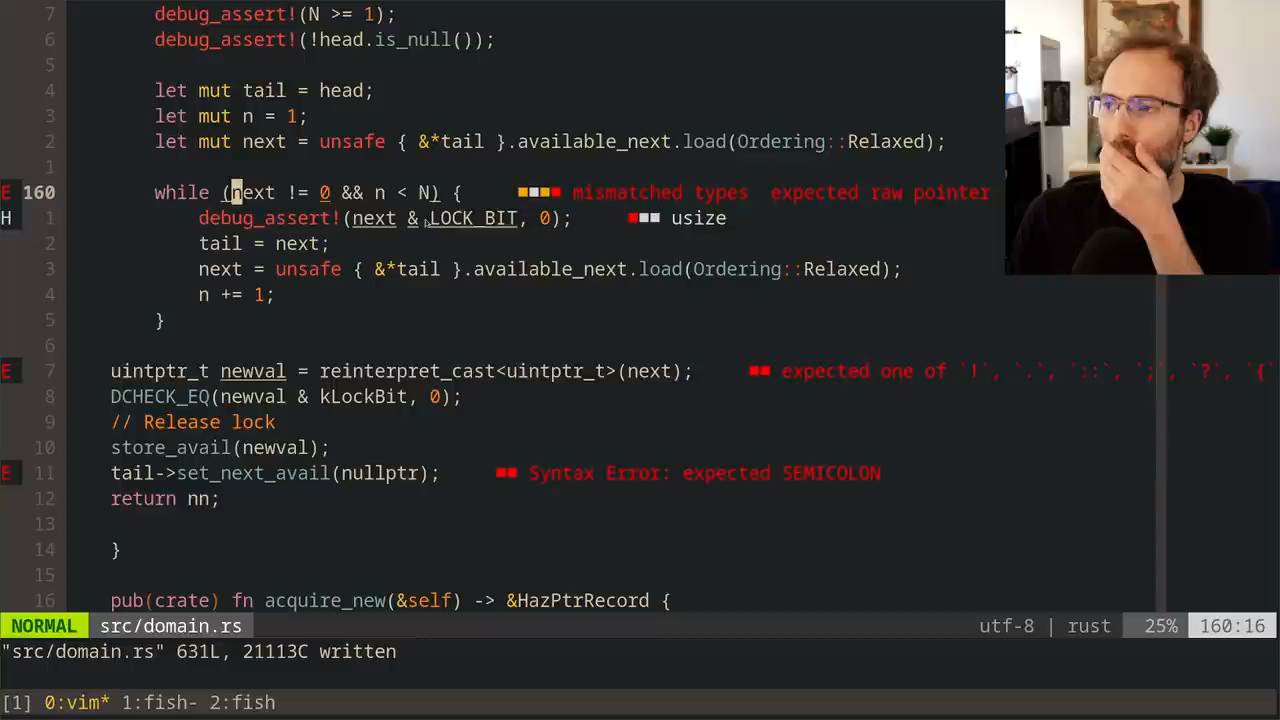 7 debug_assert!(N >= 1);
6 debug_assert!(!head.is_null());
5
4 let mut tail = head;
3 let mut n = 1;
2 let mut next = unsafe { &*tail }.available_next.load(Ordering::Relaxed);
1
E 160 while (next != 0 && n < N) { ■■■■ mismatched types expected raw pointer
H 1 debug_assert!(next & LOCK_BIT, 0); ■■■ usize
2 tail = next;
3 next = unsafe { &*tail }.available_next.load(Ordering::Relaxed);
4 n += 1;
5 }
6
E 7 uintptr_t newval = reinterpret_cast<uintptr_t>(next); ■■ expected one of `!`, `.`, `::`, `;`, `?`, `{`
8 DCHECK_EQ(newval & kLockBit, 0);
9 // Release lock
10 store_avail(newval);
E 11 tail->set_next_avail(nullptr); ■■ Syntax Error: expected SEMICOLON
12 return nn;
13
14 }
15
16 pub(crate) fn acquire_new(&self) -> &HazPtrRecord {
NORMAL src/domain.rs utf-8 | rust 25% 160:16
"src/domain.rs" 631L, 21113C written
[1] 0:vim* 1:fish- 2:fish